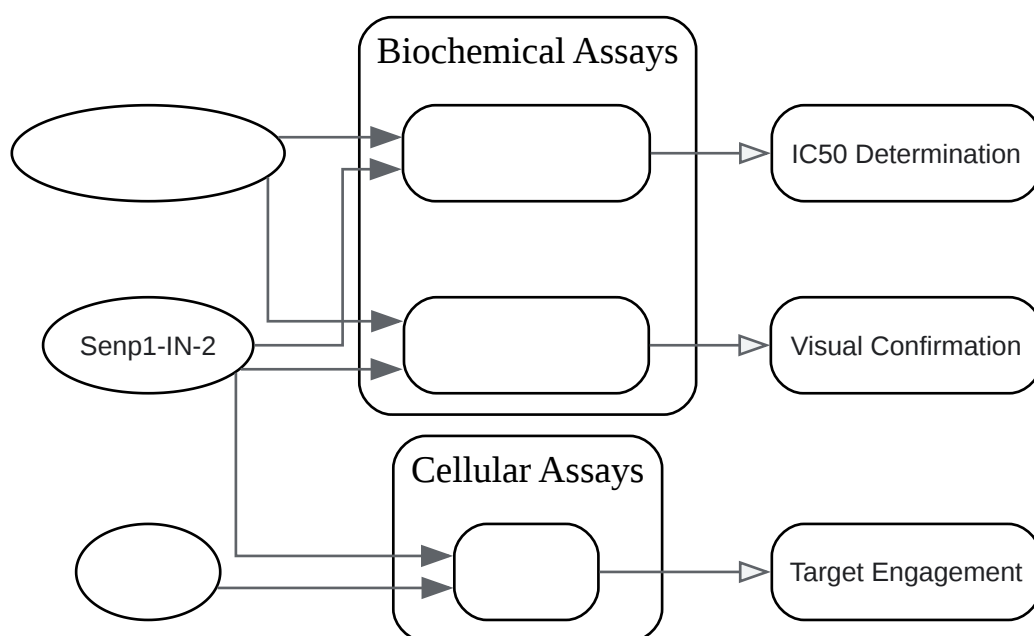 Biochemical Assays
IC50 Determination
Senp1-IN-2
Visual Confirmation
Cellular Assays
Target Engagement